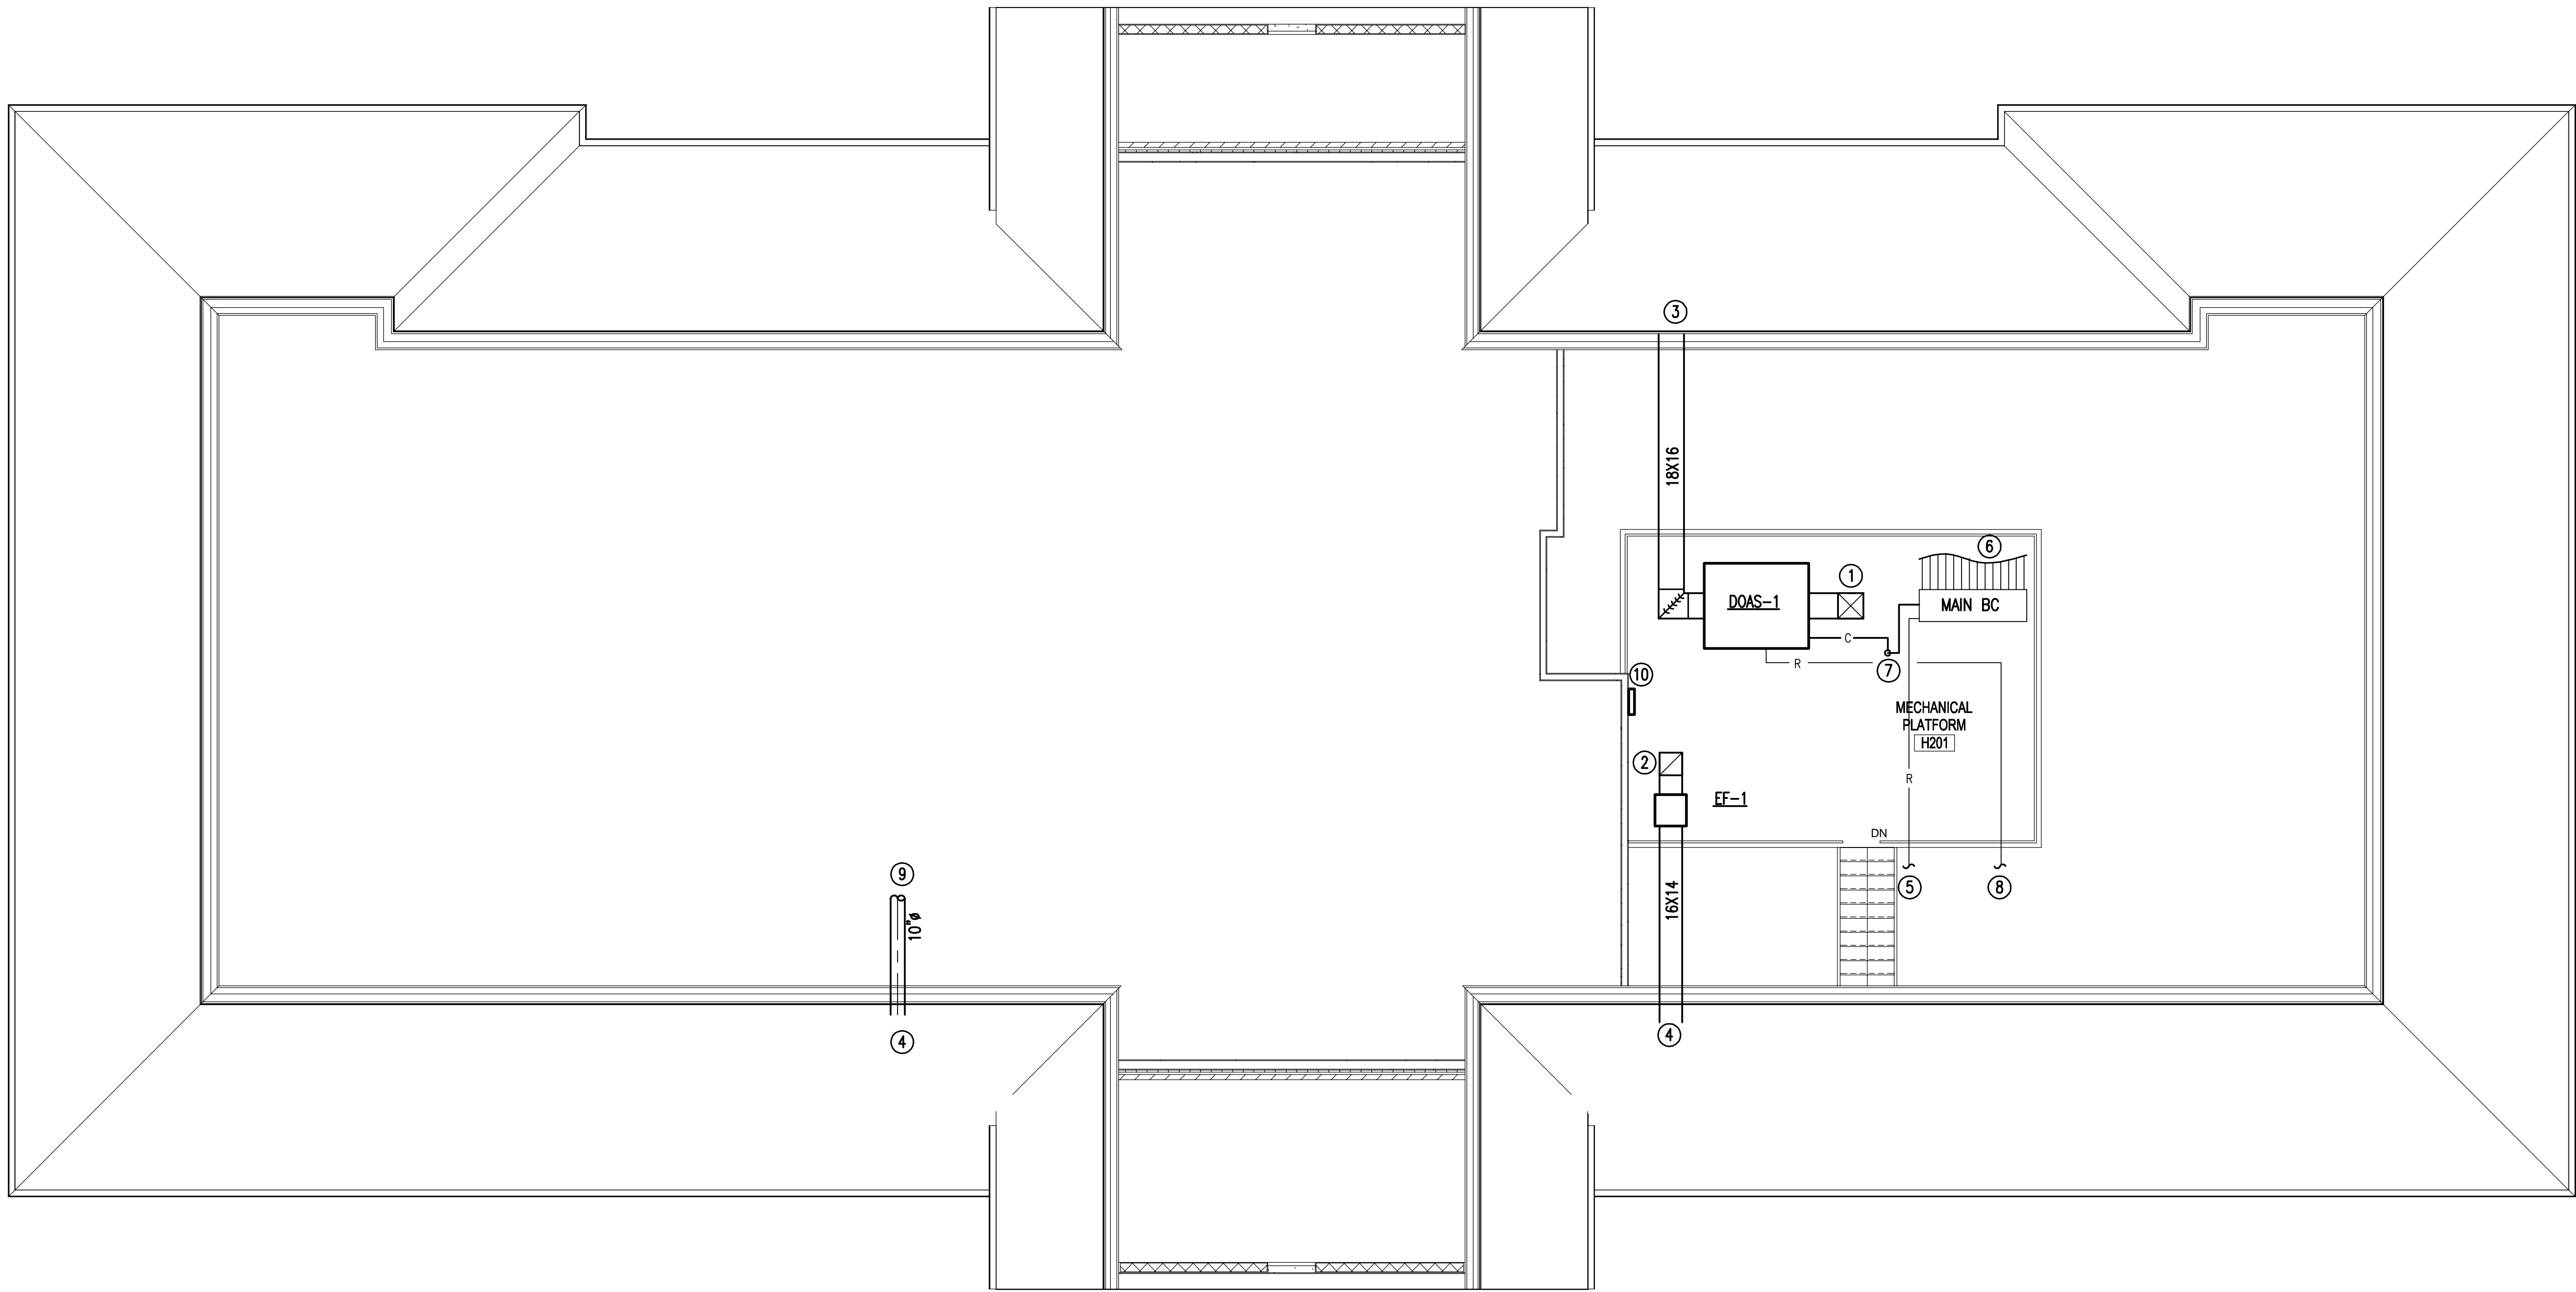 3
18X16
6
1
DOAS-1
MAIN BC
C
R
7
10
MECHANICAL
PLATFORM
H201
2
R
EF-1
DN
9
10"ø
16X14
5
8
4
4